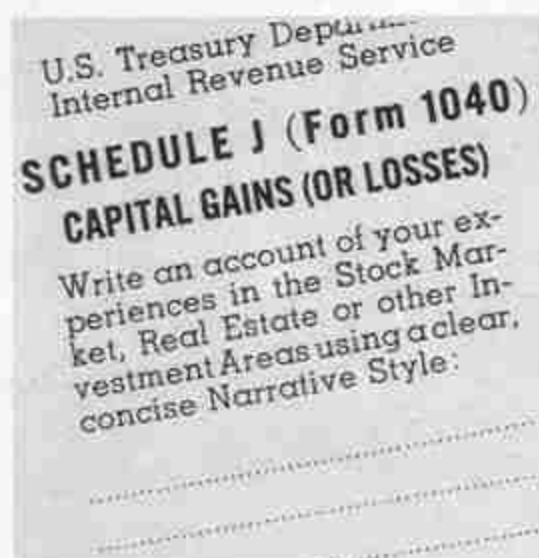 U.S. Treasury
Internal Revenue Service
SCHEDULE J (Form 1040)
CAPITAL GAINS (OR LOSSES)
Write an account of your ex-
periences in the Stock Mar-
ket, Real Estate or other In-
vestment Areas using a clear,
concise Narrative Style: